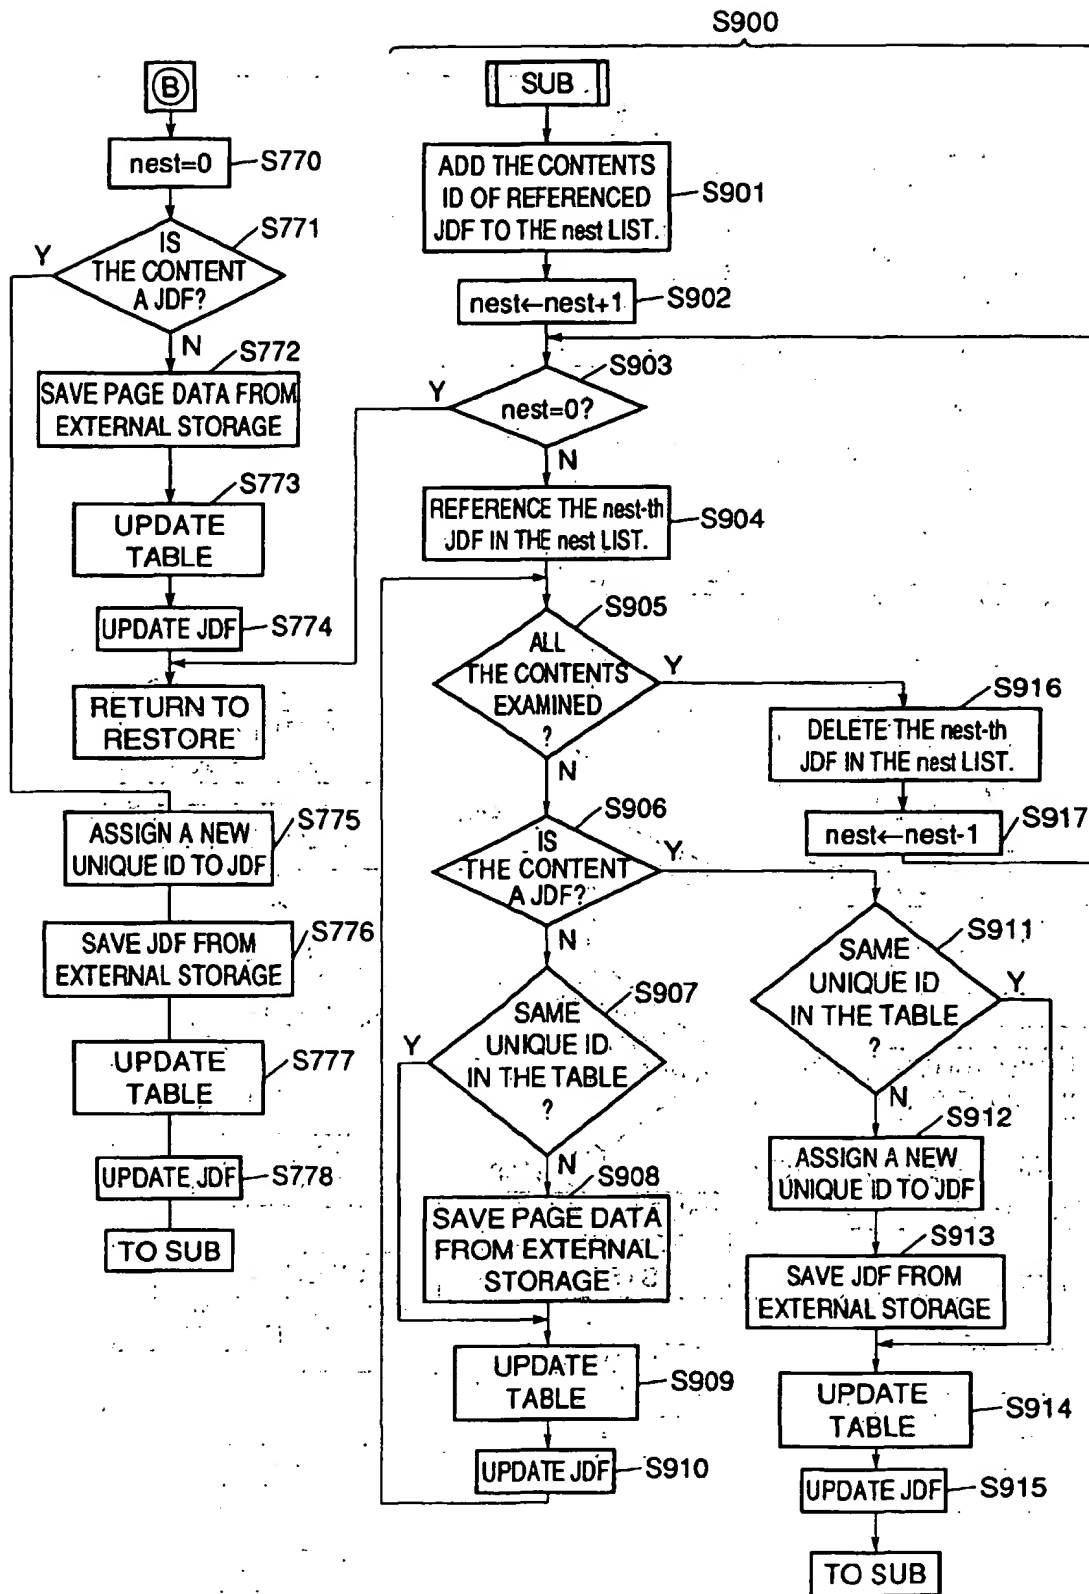 S900
B
nest=0
S770
IS
THE CONTENT
A JDF?
S771
Y
N
S772
SAVE PAGE DATA FROM
EXTERNAL STORAGE
S773
UPDATE
TABLE
UPDATE JDF
S774
RETURN TO
RESTORE
ASSIGN A NEW
UNIQUE ID TO JDF
S775
SAVE JDF FROM
EXTERNAL STORAGE
S776
UPDATE
TABLE
S777
UPDATE JDF
S778
TO SUB
SUB
ADD THE CONTENTS
ID OF REFERENCED
JDF TO THE nest LIST.
S901
nest←nest+1
S902
S903
Y
nest=0?
N
REFERENCE THE nest-th
JDF IN THE nest LIST.
S904
S905
ALL
THE CONTENTS
EXAMINED
?
Y
N
S916
DELETE THE nest-th
JDF IN THE nest LIST.
nest←nest-1
S917
S906
IS
THE CONTENT
A JDF?
Y
N
S907
SAME
UNIQUE ID
IN THE TABLE
?
Y
N
S908
SAVE PAGE DATA
FROM EXTERNAL
STORAGE
UPDATE
TABLE
S909
UPDATE JDF
S910
S911
SAME
UNIQUE ID
IN THE TABLE
?
Y
N
S912
ASSIGN A NEW
UNIQUE ID TO JDF
S913
SAVE JDF FROM
EXTERNAL STORAGE
UPDATE
TABLE
S914
UPDATE JDF
S915
TO SUB